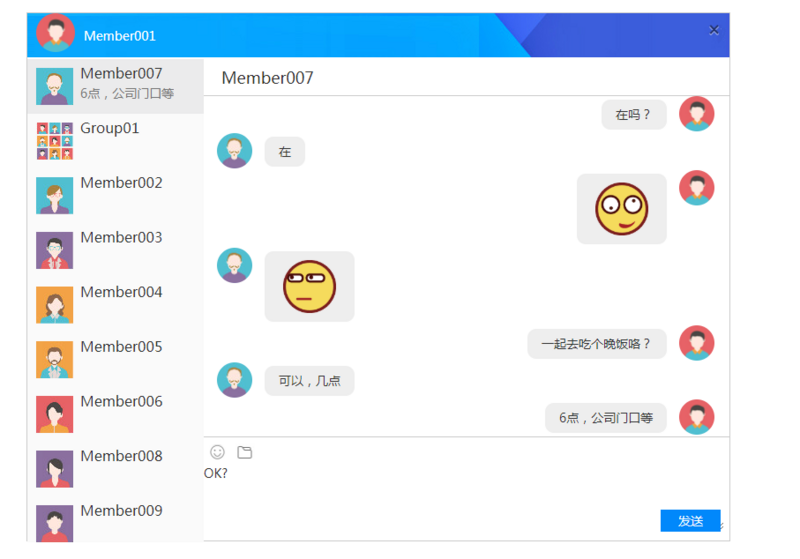 Member001
×
Member007
6点，公司门口等
Group01
Member002
Member003
Member004
Member005
Member006
Member008
Member009
Member007
在吗？
在
一起去吃个晚饭咯？
可以，几点
6点，公司门口等
OK?
发送